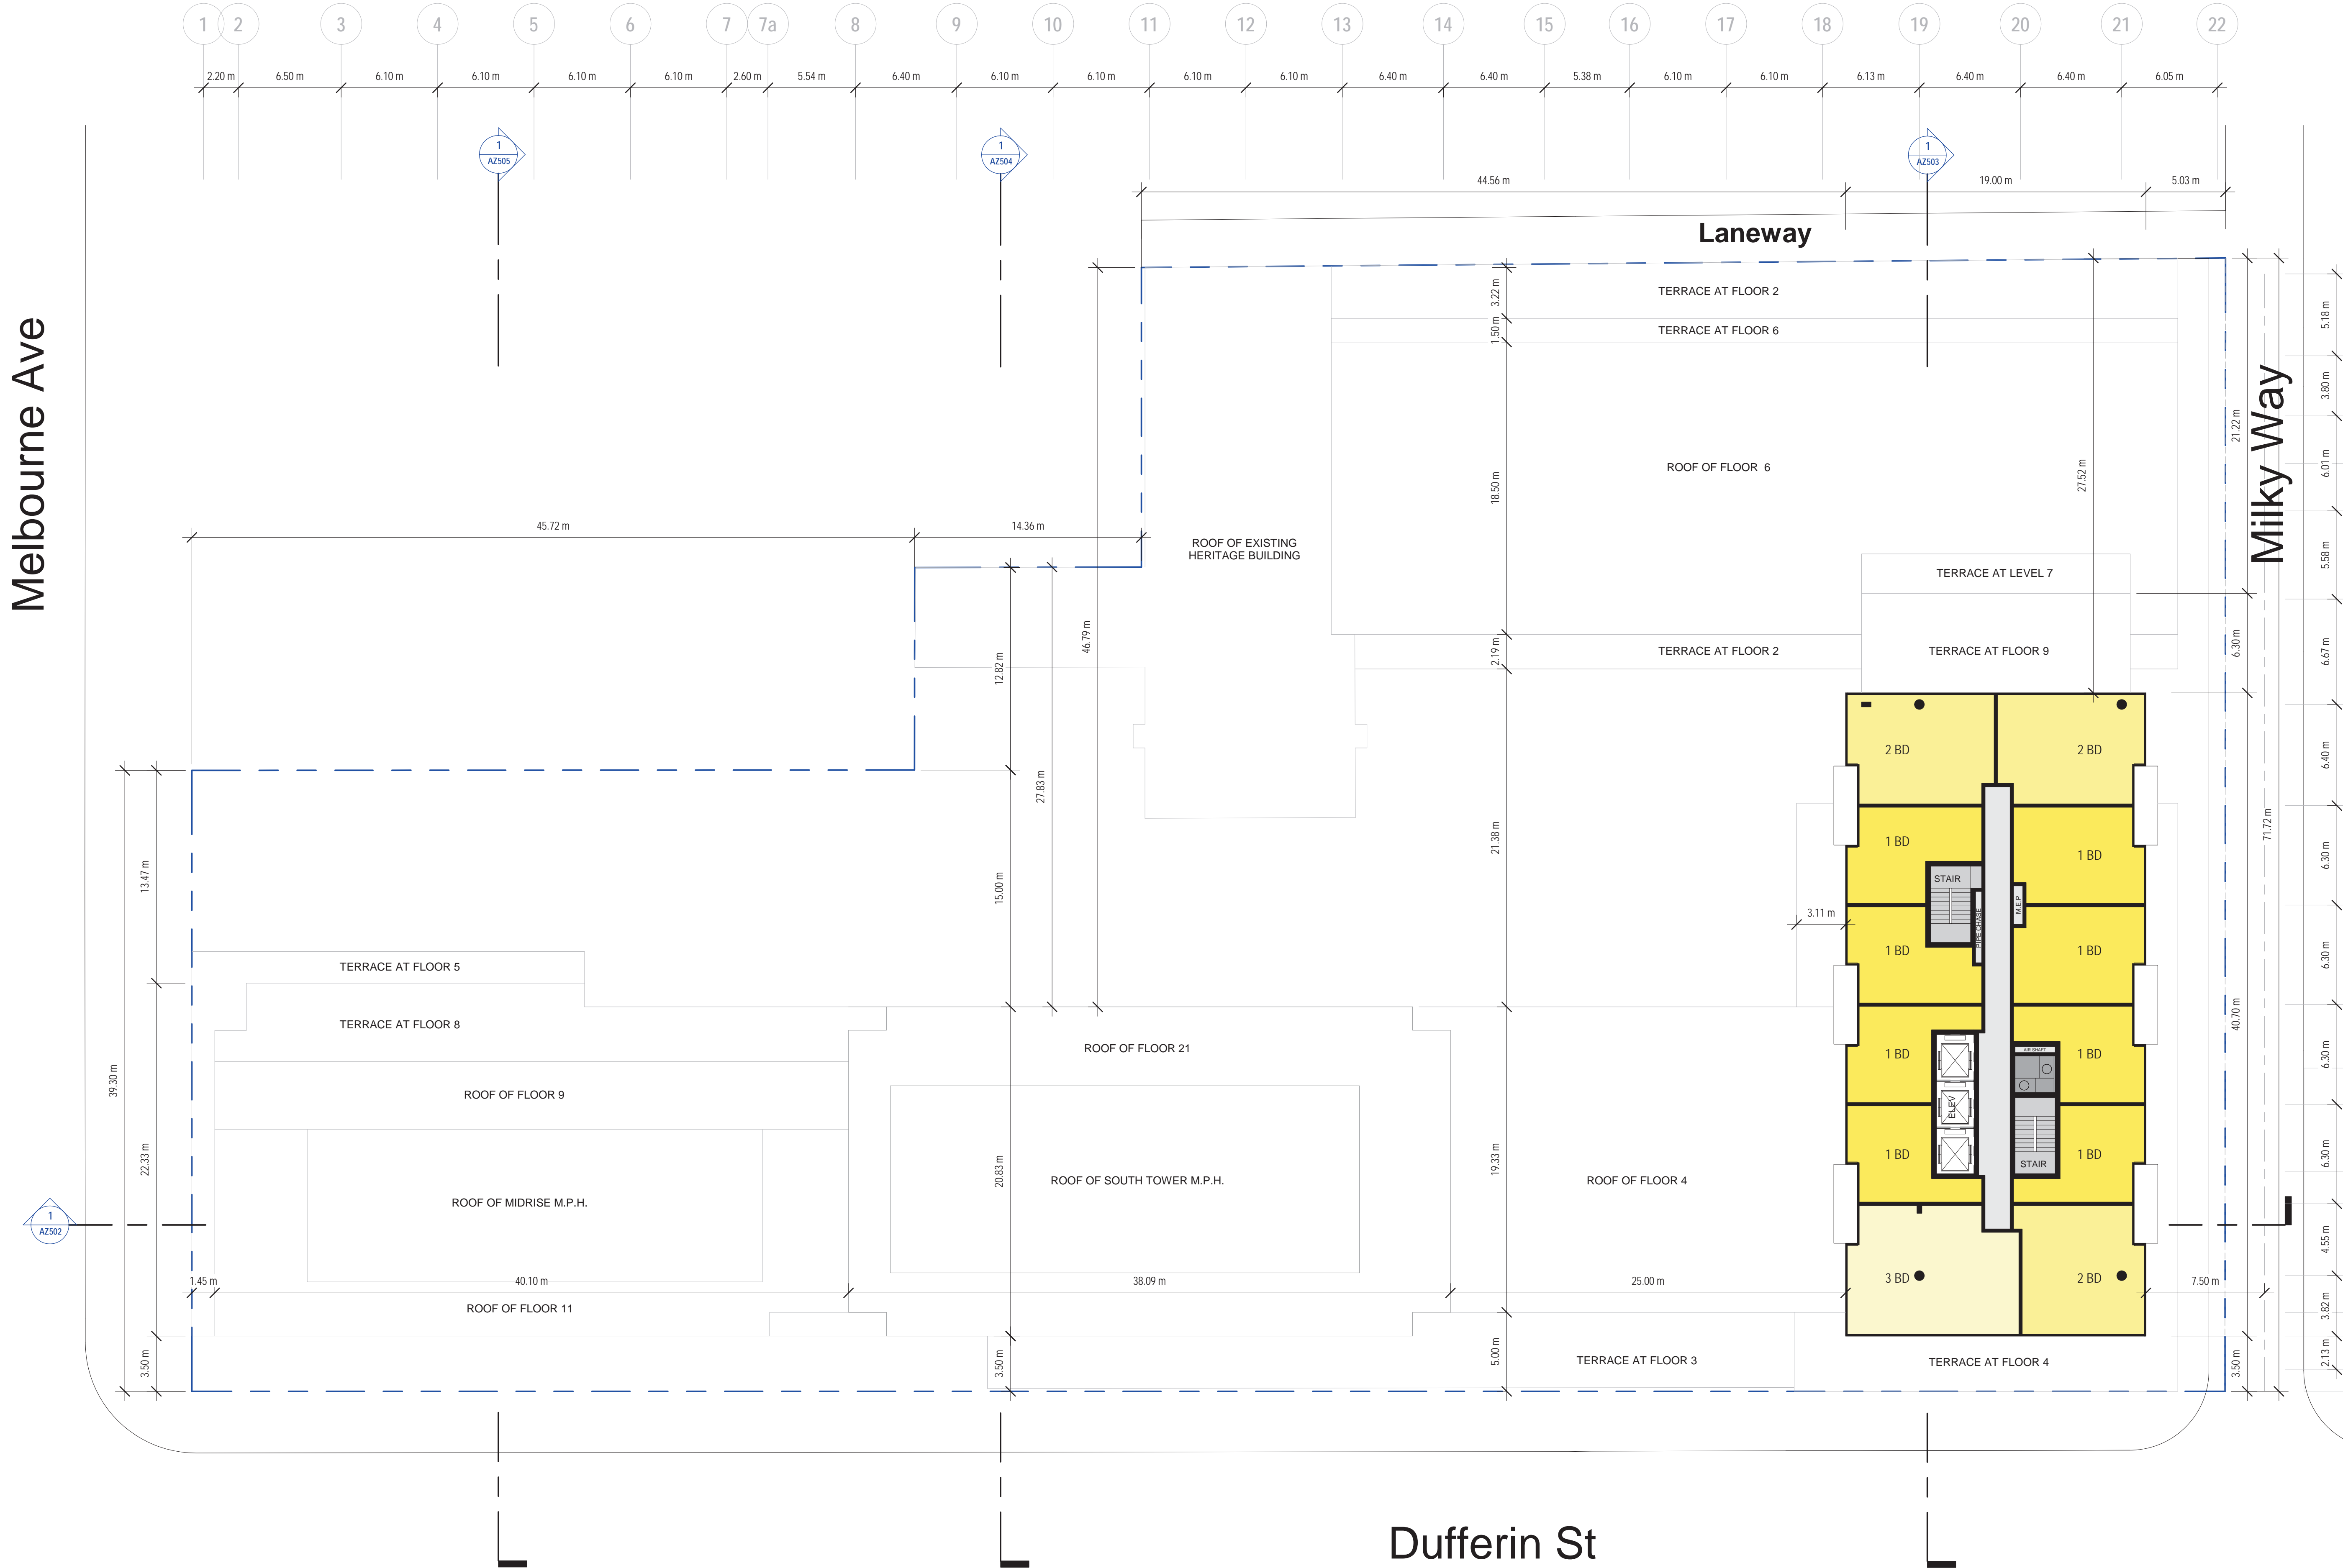 1 2 3 4 5 6 7 7a 8 9 10 11 12 13 14 15 16 17 18 19 20 21 22
2.20 m 6.50 m 6.10 m 6.10 m 6.10 m 6.10 m 2.60 m 5.54 m 6.40 m 6.10 m 6.10 m 6.10 m 6.10 m 6.40 m 6.40 m 5.38 m 6.10 m 6.10 m 6.13 m 6.40 m 6.40 m 6.05 m
1
AZ505
1
AZ504
1
AZ503
44.56 m 19.00 m 5.03 m
Laneway
Melbourne Ave
Milky Way
TERRACE AT FLOOR 2
TERRACE AT FLOOR 6
3.22 m
1.50 m
18.50 m
ROOF OF FLOOR 6
27.52 m
21.22 m
5.18 m
3.80 m
6.01 m
5.58 m
6.67 m
6.40 m
6.30 m
6.30 m
6.30 m
6.30 m
4.55 m
3.82 m
2.13 m
45.72 m 14.36 m
ROOF OF EXISTING
HERITAGE BUILDING
TERRACE AT LEVEL 7
46.79 m
12.82 m
27.83 m
2.19 m
TERRACE AT FLOOR 2
TERRACE AT FLOOR 9
6.30 m
71.72 m
2 BD 2 BD
1 BD 1 BD
STAIR
PIPE CHASE
M.E.P
1 BD 1 BD
1 BD 1 BD
AIR SHAFT
ELEV
1 BD 1 BD
STAIR
3 BD 2 BD
21.38 m
15.00 m
13.47 m
3.11 m
40.70 m
TERRACE AT FLOOR 5
TERRACE AT FLOOR 8
ROOF OF FLOOR 21
39.30 m
22.33 m
ROOF OF FLOOR 9
20.83 m
19.33 m
ROOF OF MIDRISE M.P.H.
ROOF OF SOUTH TOWER M.P.H.
ROOF OF FLOOR 4
1
AZ502
1.45 m 40.10 m 38.09 m 25.00 m 7.50 m
ROOF OF FLOOR 11
3.50 m
3.50 m
5.00 m
TERRACE AT FLOOR 3
TERRACE AT FLOOR 4
3.50 m
Dufferin St